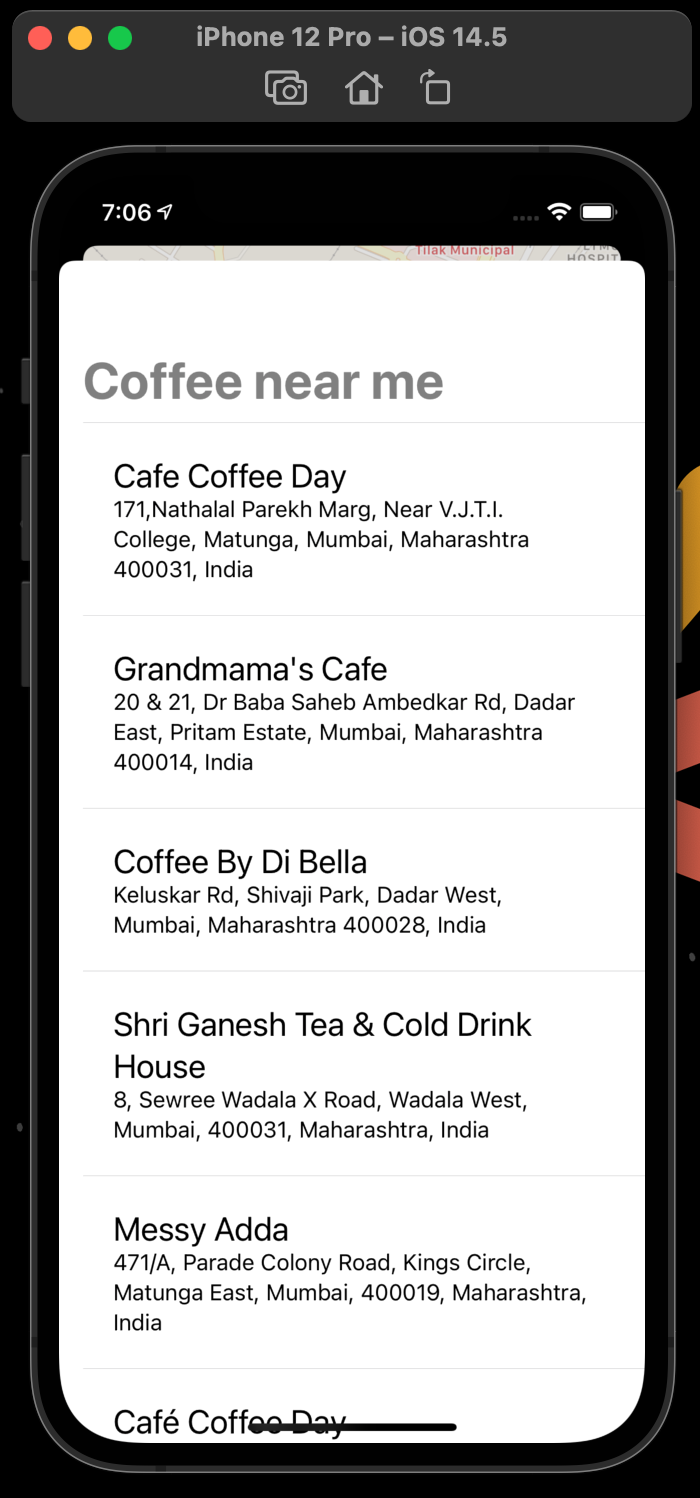 iPhone 12 Pro – iOS 14.5
7:06
Tilak Municipal
HOSPIT
Coffee near me
Cafe Coffee Day
171,Nathalal Parekh Marg, Near V.J.T.I.
College, Matunga, Mumbai, Maharashtra
400031, India
Grandmama's Cafe
20 & 21, Dr Baba Saheb Ambedkar Rd, Dadar
East, Pritam Estate, Mumbai, Maharashtra
400014, India
Coffee By Di Bella
Keluskar Rd, Shivaji Park, Dadar West,
Mumbai, Maharashtra 400028, India
Shri Ganesh Tea & Cold Drink
House
8, Sewree Wadala X Road, Wadala West,
Mumbai, 400031, Maharashtra, India
Messy Adda
471/A, Parade Colony Road, Kings Circle,
Matunga East, Mumbai, 400019, Maharashtra,
India
Café Coffee Day